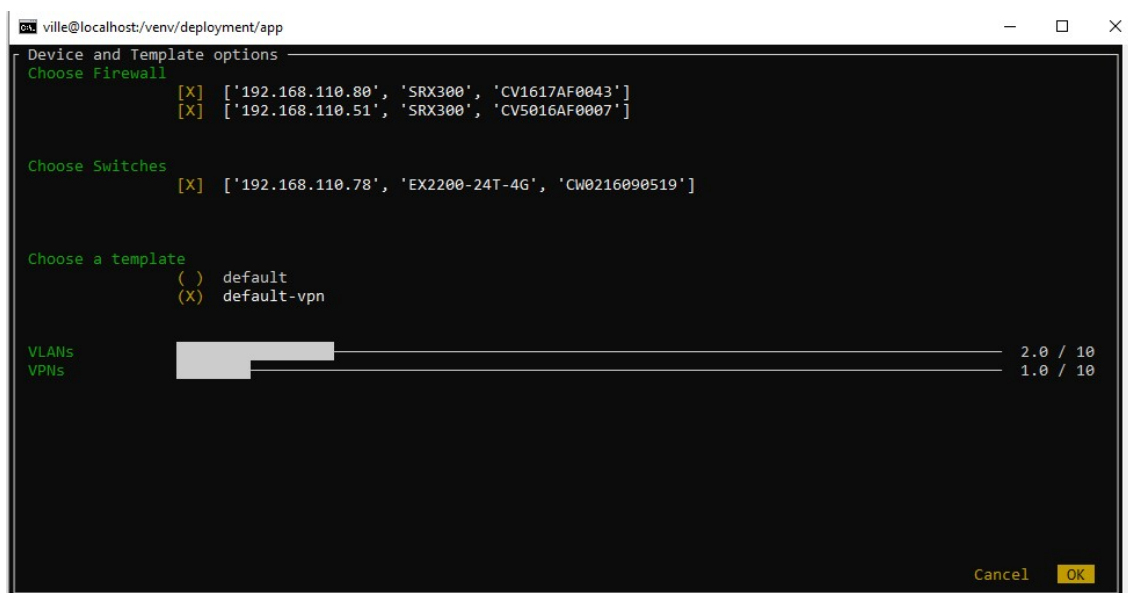 ville@localhost:/venv/deployment/app
Device and Template options
Choose Firewall
[X] ['192.168.110.80', 'SRX300', 'CV1617AF0043']
[X] ['192.168.110.51', 'SRX300', 'CV5016AF0007']
Choose Switches
[X] ['192.168.110.78', 'EX2200-24T-4G', 'CW0216090519']
Choose a template
( ) default
(X) default-vpn
VLANs 2.0 / 10
VPNs 1.0 / 10
Cancel OK